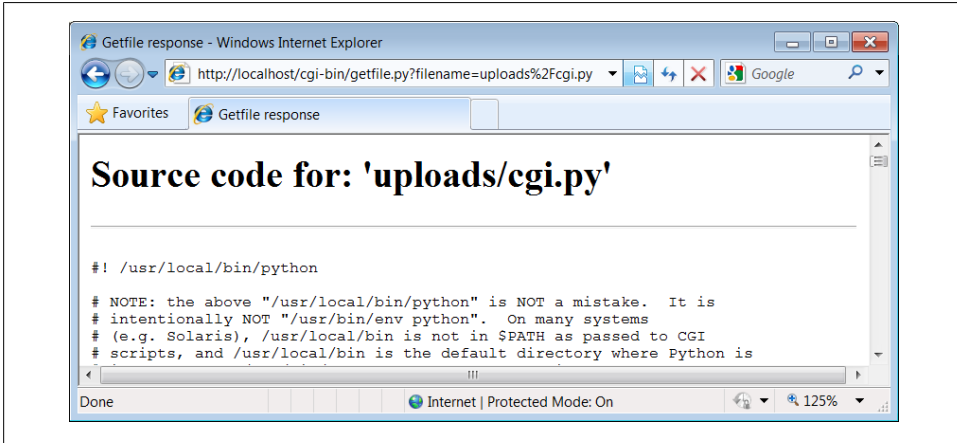 Getfile response - Windows Internet Explorer
http://localhost/cgi-bin/getfile.py?filename=uploads%2Fcgi.py
Google
Favorites
Getfile response
Source code for: 'uploads/cgi.py'
#! /usr/local/bin/python
# NOTE: the above "/usr/local/bin/python" is NOT a mistake.  It is
# intentionally NOT "/usr/bin/env python".  On many systems
# (e.g. Solaris), /usr/local/bin is not in $PATH as passed to CGI
# scripts, and /usr/local/bin is the default directory where Python is
Done
Internet | Protected Mode: On
125%